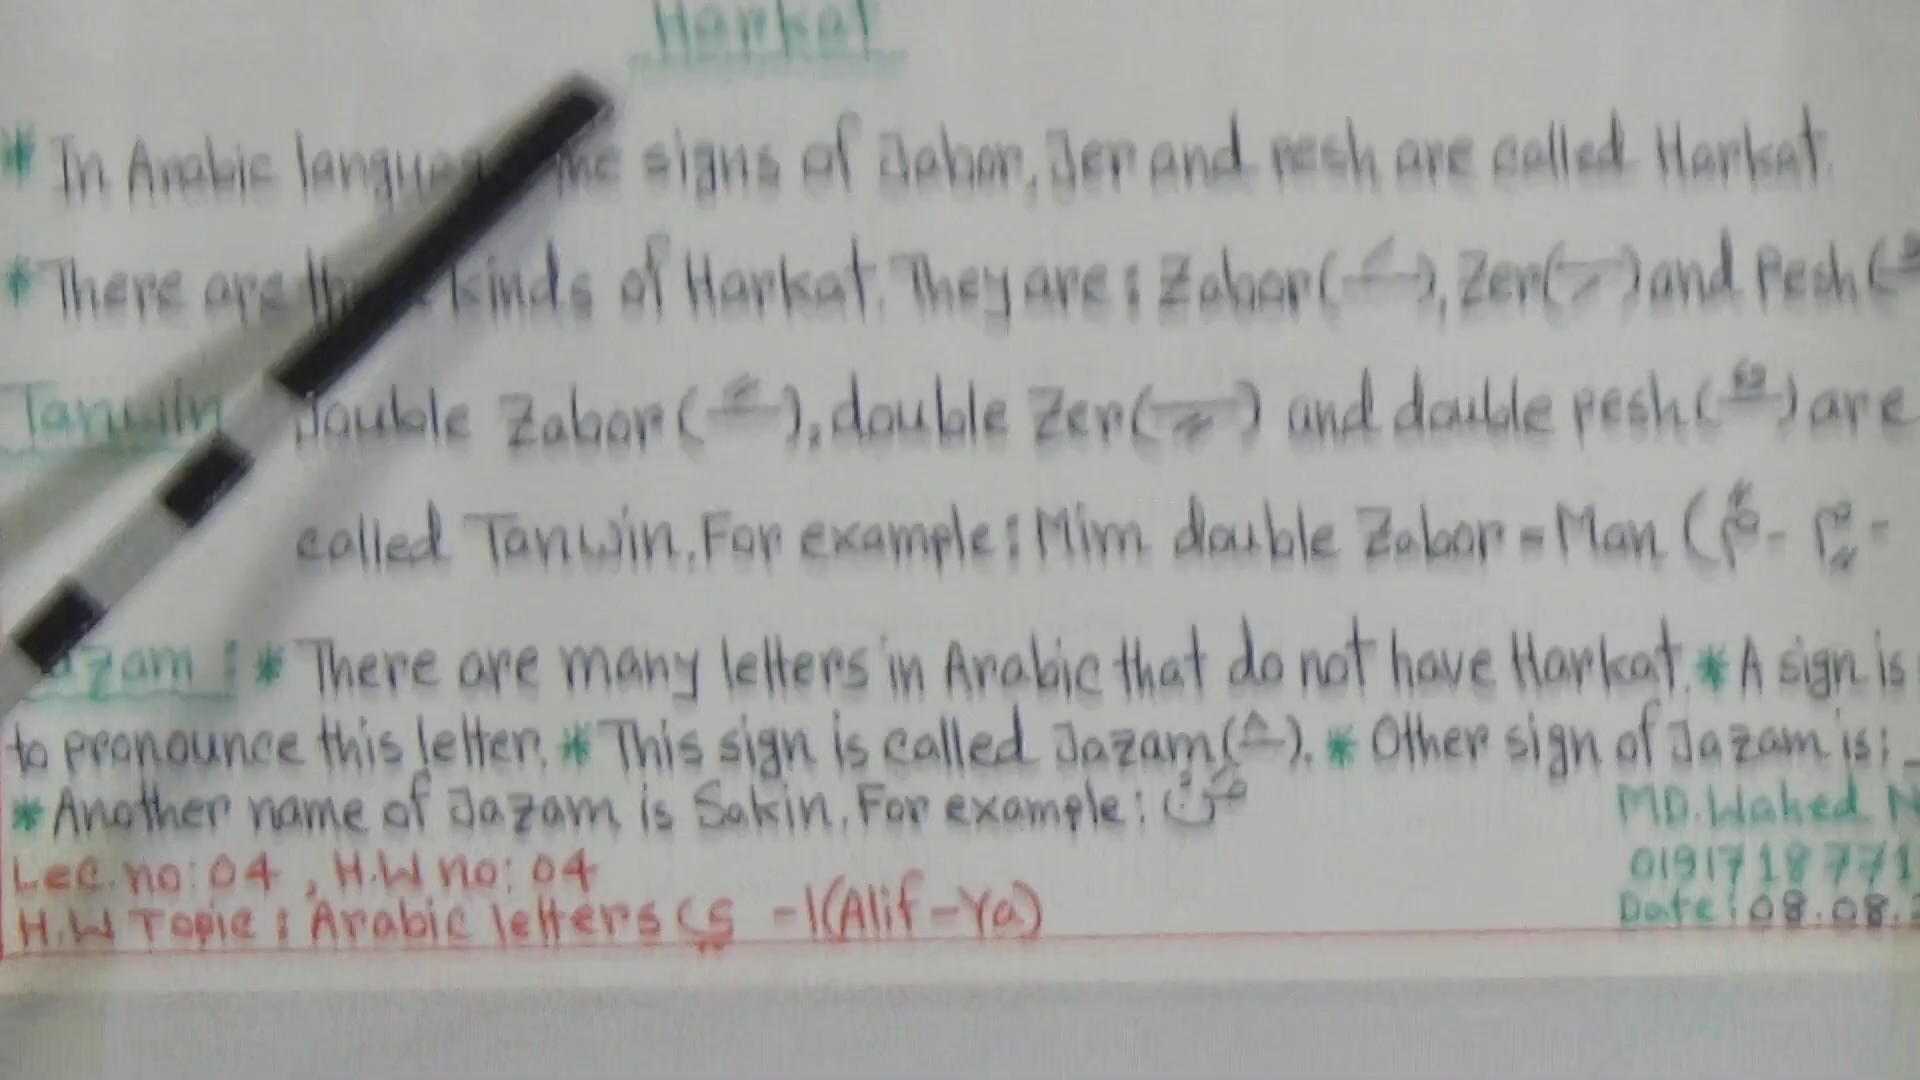 Harkat
* In Arabic language the signs of Jabor, Jer and pesh are called Harkat.
* There are kinds of Harkat. They are : Zabor(َ), Zer(ِ) and Pesh (
Tanwin double Zabor (ً), double Zer(ٍ) and double pesh (ٌ) are
called Tanwin. For example : Mim double Zabor = Man (مً - مٍ -
Jazam : * There are many letters in Arabic that do not have Harkat. * A sign is
to pronounce this letter. * This sign is called Jazam(^). * Other sign of Jazam is :
* Another name of Jazam is Sakin. For example :
Lec. no : 04 , H.W no : 04
H.W Topic : Arabic letters ي - ا (Alif - Ya)
MD. Wahed N
0191718771
Date : 08.08.